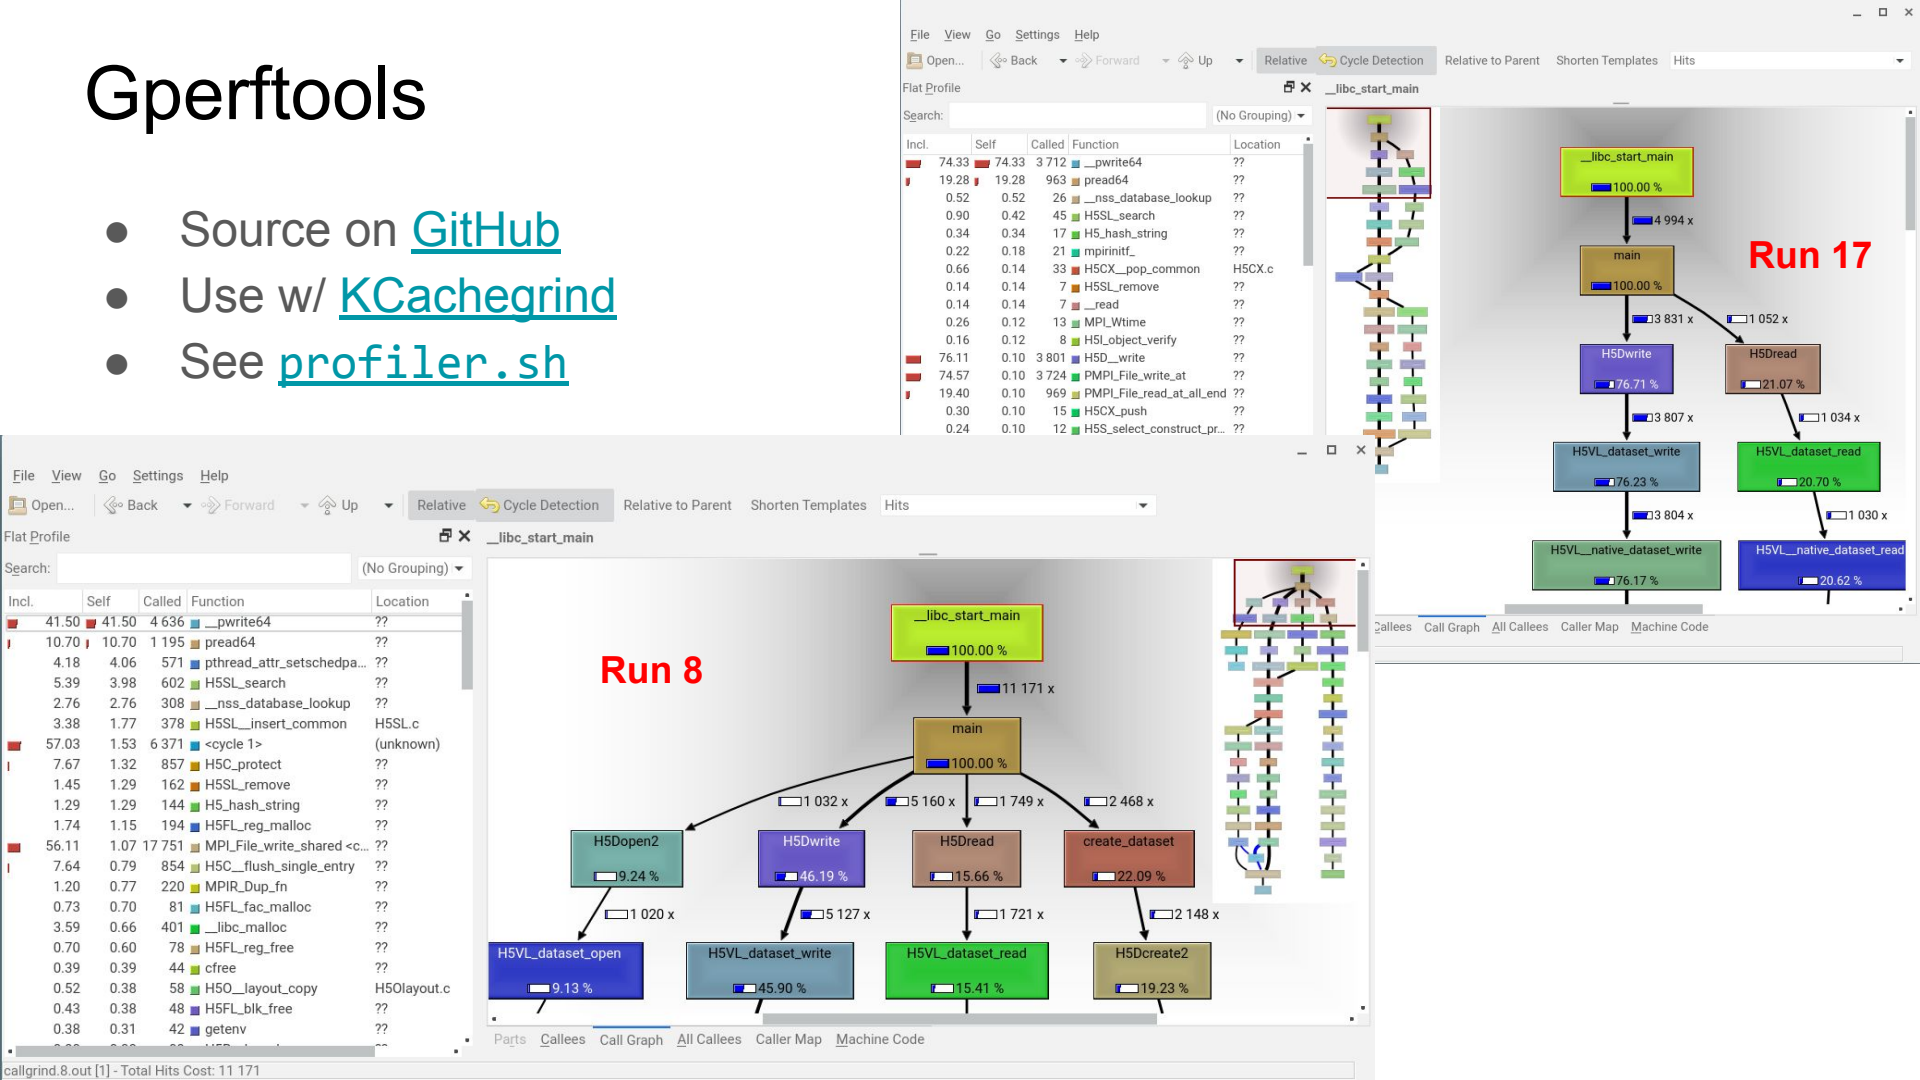 Gperftools
● Source on GitHub
● Use w/ KCachegrind
● See profiler.sh
File View Go Settings Help
Open... Back Forward Up Relative Cycle Detection Relative to Parent Shorten Templates Hits
Flat Profile
__libc_start_main
Search: (No Grouping)
Incl. Self Called Function Location
74.33 74.33 3 712 __pwrite64 ??
19.28 19.28 963 pread64 ??
0.52 0.52 26 __nss_database_lookup ??
0.90 0.42 45 H5SL_search ??
0.34 0.34 17 H5_hash_string ??
0.22 0.18 21 mpirinitf_ ??
0.66 0.14 33 H5CX__pop_common H5CX.c
0.14 0.14 7 H5SL_remove ??
0.14 0.14 7 __read ??
0.26 0.12 13 MPI_Wtime ??
0.16 0.12 8 H5I_object_verify ??
76.11 0.10 3 801 H5D__write ??
74.57 0.10 3 724 PMPI_File_write_at ??
19.40 0.10 969 PMPI_File_read_at_all_end ??
0.30 0.10 15 H5CX_push ??
0.24 0.10 12 H5S_select_construct_pr... ??
__libc_start_main
100.00 %
4 994 x
main
100.00 %
Run 17
3 831 x
1 052 x
H5Dwrite
76.71 %
H5Dread
21.07 %
3 807 x
1 034 x
H5VL_dataset_write
76.23 %
H5VL_dataset_read
20.70 %
3 804 x
1 030 x
H5VL__native_dataset_write
76.17 %
H5VL__native_dataset_read
20.62 %
Callees Call Graph All Callees Caller Map Machine Code
File View Go Settings Help
Open... Back Forward Up Relative Cycle Detection Relative to Parent Shorten Templates Hits
Flat Profile
__libc_start_main
Search: (No Grouping)
Incl. Self Called Function Location
41.50 41.50 4 636 __pwrite64 ??
10.70 10.70 1 195 pread64 ??
4.18 4.06 571 pthread_attr_setschedpa... ??
5.39 3.98 602 H5SL_search ??
2.76 2.76 308 __nss_database_lookup ??
3.38 1.77 378 H5SL__insert_common H5SL.c
57.03 1.53 6 371 <cycle 1> (unknown)
7.67 1.32 857 H5C_protect ??
1.45 1.29 162 H5SL_remove ??
1.29 1.29 144 H5_hash_string ??
1.74 1.15 194 H5FL_reg_malloc ??
56.11 1.07 17 751 MPI_File_write_shared <c... ??
7.64 0.79 854 H5C__flush_single_entry ??
1.20 0.77 220 MPIR_Dup_fn ??
0.73 0.70 81 H5FL_fac_malloc ??
3.59 0.66 401 __libc_malloc ??
0.70 0.60 78 H5FL_reg_free ??
0.39 0.39 44 cfree ??
0.52 0.38 58 H5O__layout_copy H5Olayout.c
0.43 0.38 48 H5FL_blk_free ??
0.38 0.31 42 getenv ??
__libc_start_main
100.00 %
Run 8
11 171 x
main
100.00 %
1 032 x
5 160 x
1 749 x
2 468 x
H5Dopen2
9.24 %
H5Dwrite
46.19 %
H5Dread
15.66 %
create_dataset
22.09 %
1 020 x
5 127 x
1 721 x
2 148 x
H5VL_dataset_open
9.13 %
H5VL_dataset_write
45.90 %
H5VL_dataset_read
15.41 %
H5Dcreate2
19.23 %
Parts Callees Call Graph All Callees Caller Map Machine Code
callgrind.8.out [1] - Total Hits Cost: 11 171